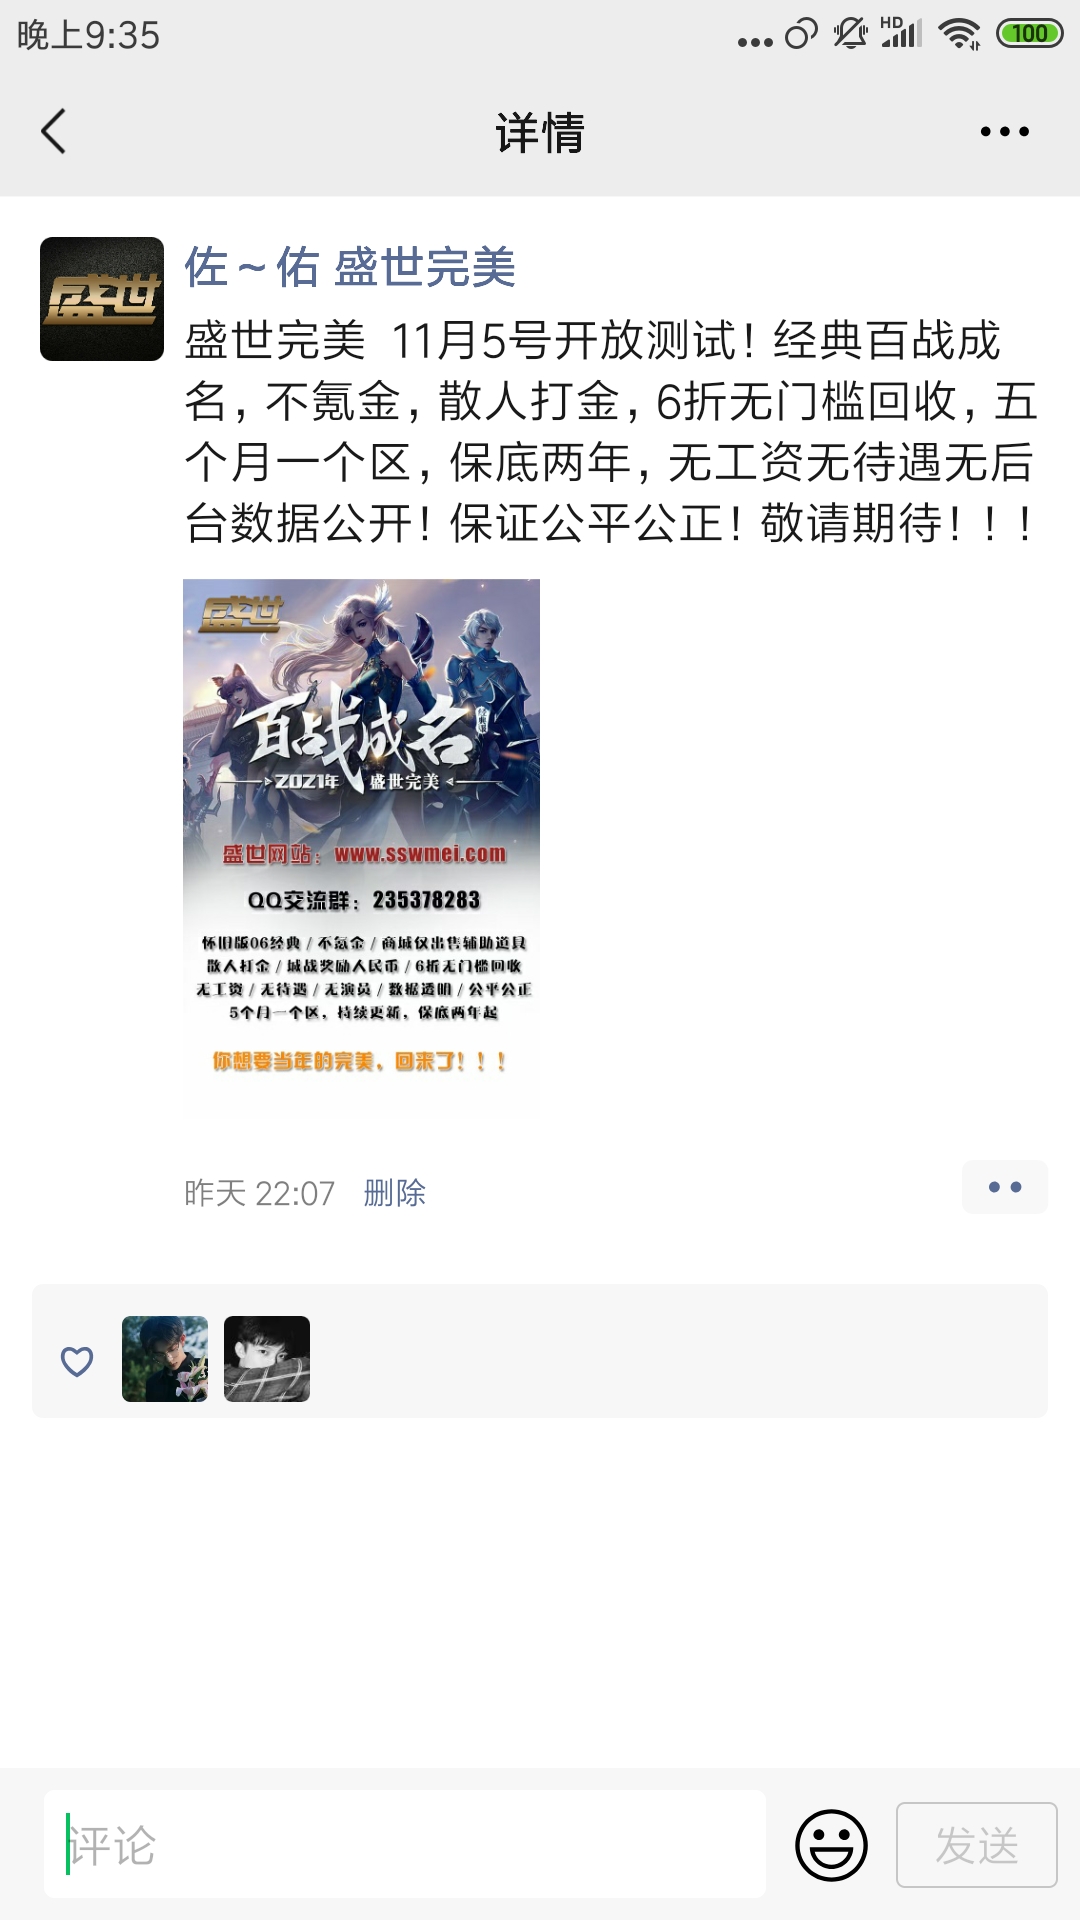 晚上9:35
HD
100
详情
盛世
佐～佑 盛世完美
盛世完美 11月5号开放测试！经典百战成
名，不氪金，散人打金，6折无门槛回收，五
个月一个区，保底两年，无工资无待遇无后
台数据公开！保证公平公正！敬请期待！！！
盛世
百战成名
经典版
2021年 盛世完美
盛世网站：www.sswmei.com
QQ交流群：235378283
怀旧版06经典 / 不氪金 / 商城仅出售辅助道具
散人打金 / 城战奖励人民币 / 6折无门槛回收
无工资 / 无待遇 / 无演员 / 数据透明 / 公平公正
5个月一个区，持续更新，保底两年起
你想要当年的完美，回来了！！！
昨天 22:07 删除
评论
发送